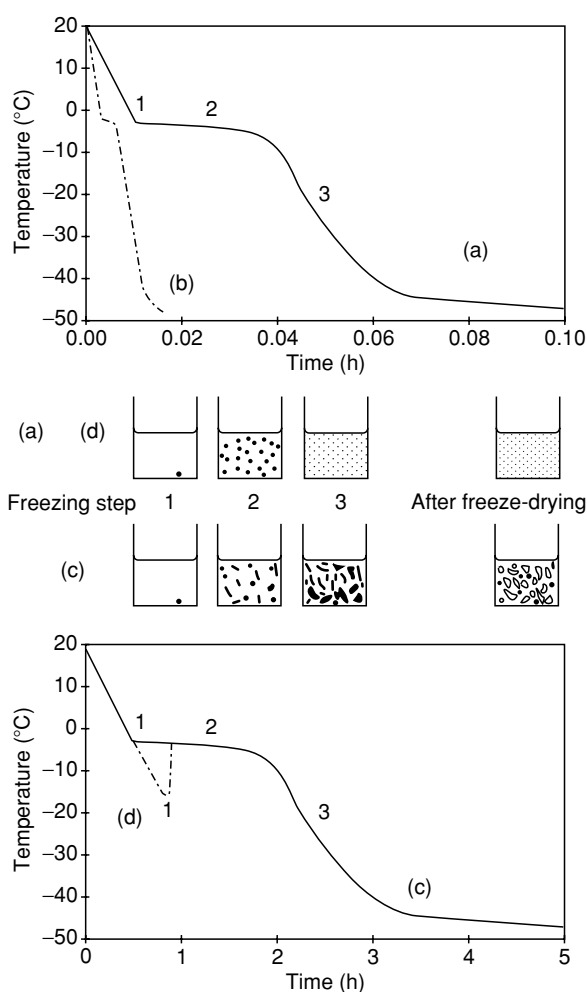 20
10
0
−10
−20
−30
−40
−50
Temperature (°C)
1
2
3
(a)
(b)
0.00 0.02 0.04 0.06 0.08 0.10
Time (h)
(a) (d)
Freezing step 1 2 3 After freeze-drying
(c)
20
10
0
−10
−20
−30
−40
−50
Temperature (°C)
1
2
1
(d)
3
(c)
0 1 2 3 4 5
Time (h)